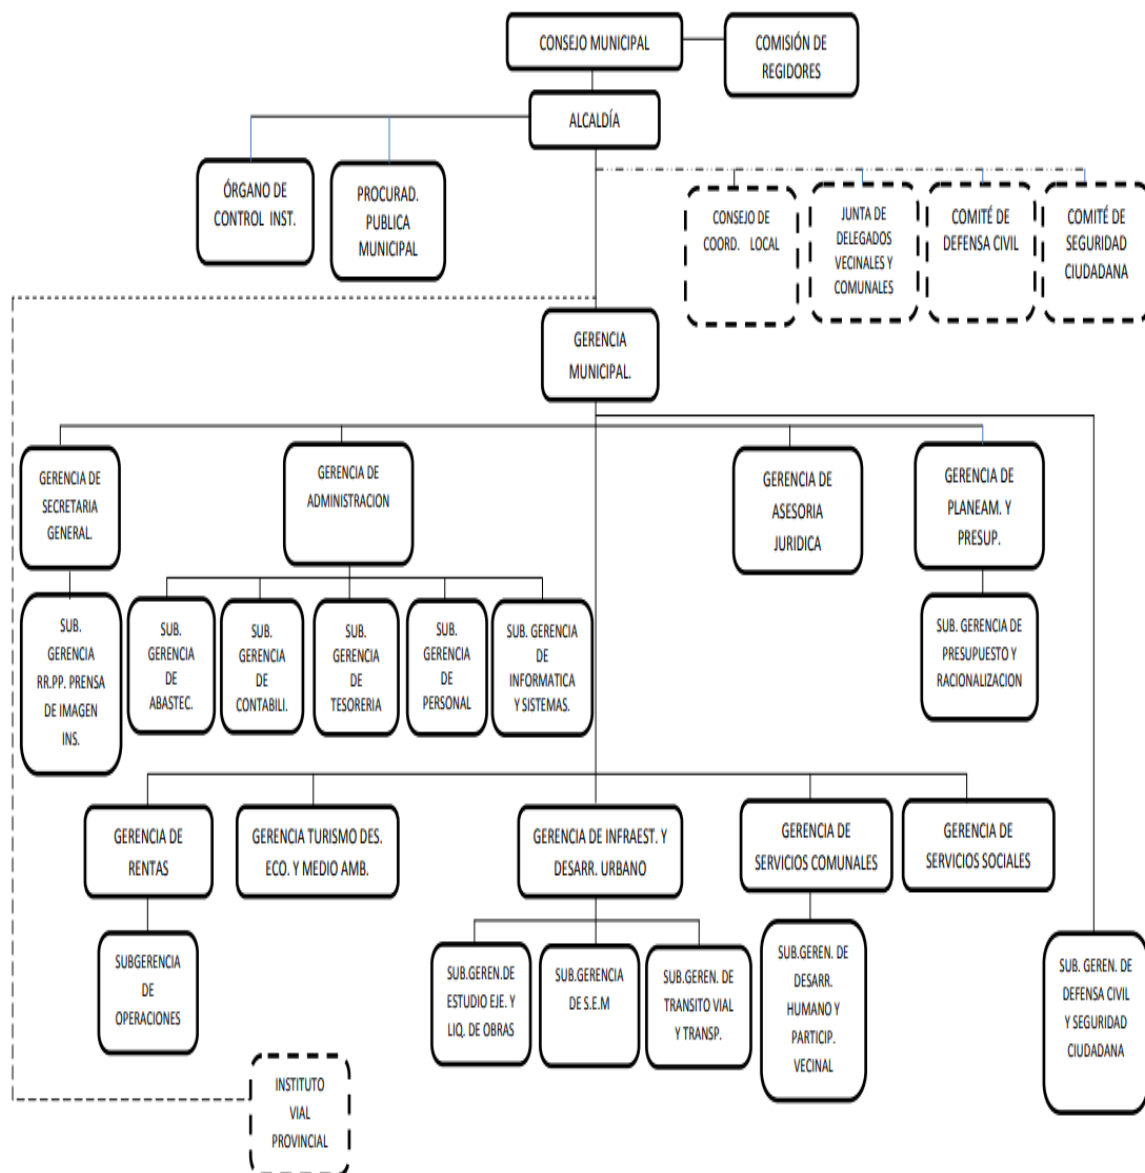 CONSEJO MUNICIPAL
COMISIÓN DE
REGIDORES
ALCALDÍA
ÓRGANO DE
CONTROL INST.
PROCURAD.
PUBLICA
MUNICIPAL
CONSEJO DE
COORD. LOCAL
JUNTA DE
DELEGADOS
VECINALES Y
COMUNALES
COMITÉ DE
DEFENSA CIVIL
COMITÉ DE
SEGURIDAD
CIUDADANA
GERENCIA
MUNICIPAL.
GERENCIA DE
SECRETARIA
GENERAL.
GERENCIA DE
ADMINISTRACION
GERENCIA DE
ASESORIA
JURIDICA
GERENCIA DE
PLANEAM. Y
PRESUP.
SUB.
GERENCIA
RR.PP. PRENSA
DE IMAGEN
INS.
SUB.
GERENCIA
DE
ABASTEC.
SUB.
GERENCIA
DE
CONTABILI.
SUB.
GERENCIA
DE
TESORERIA
SUB.
GERENCIA
DE
PERSONAL
SUB. GERENCIA
DE
INFORMATICA
Y SISTEMAS.
SUB. GERENCIA DE
PRESUPUESTO Y
RACIONALIZACION
GERENCIA DE
RENTAS
GERENCIA TURISMO DES.
ECO. Y MEDIO AMB.
GERENCIA DE INFRAEST. Y
DESARR. URBANO
GERENCIA DE
SERVICIOS COMUNALES
GERENCIA DE
SERVICIOS SOCIALES
SUBGERENCIA
DE
OPERACIONES
SUB.GEREN.DE
ESTUDIO EJE. Y
LIQ. DE OBRAS
SUB.GERENCIA
DE S.E.M
SUB.GEREN. DE
TRANSITO VIAL
Y TRANSP.
SUB.GEREN. DE
DESARR.
HUMANO Y
PARTICIP.
VECINAL
SUB. GEREN. DE
DEFENSA CIVIL
Y SEGURIDAD
CIUDADANA
INSTITUTO
VIAL
PROVINCIAL